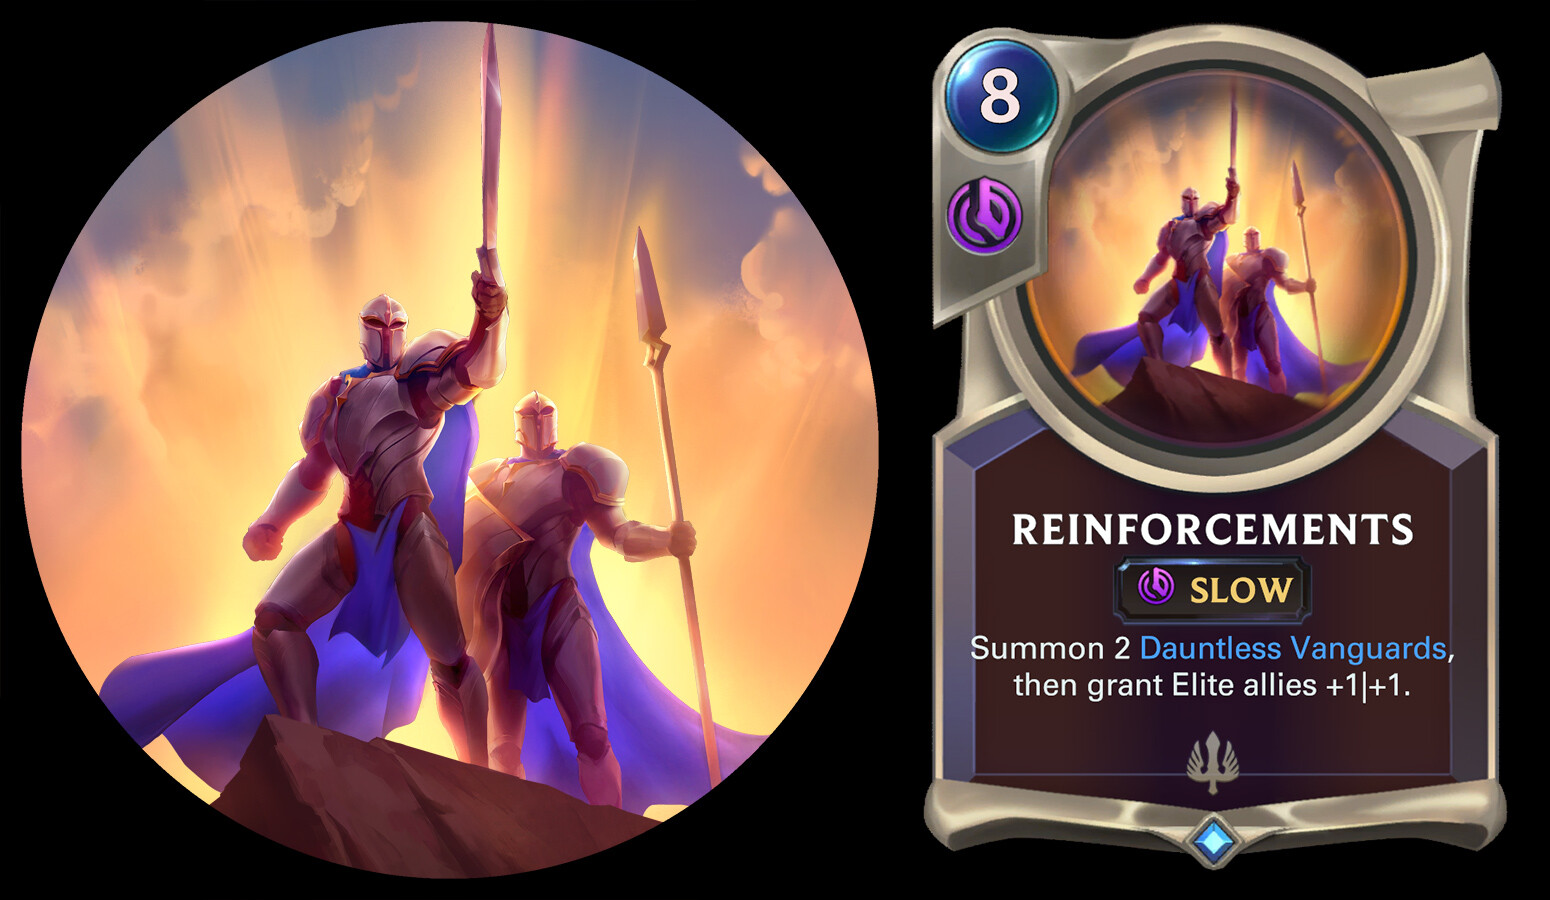 8
REINFORCEMENTS
SLOW
Summon 2 Dauntless Vanguards,
then grant Elite allies +1|+1.